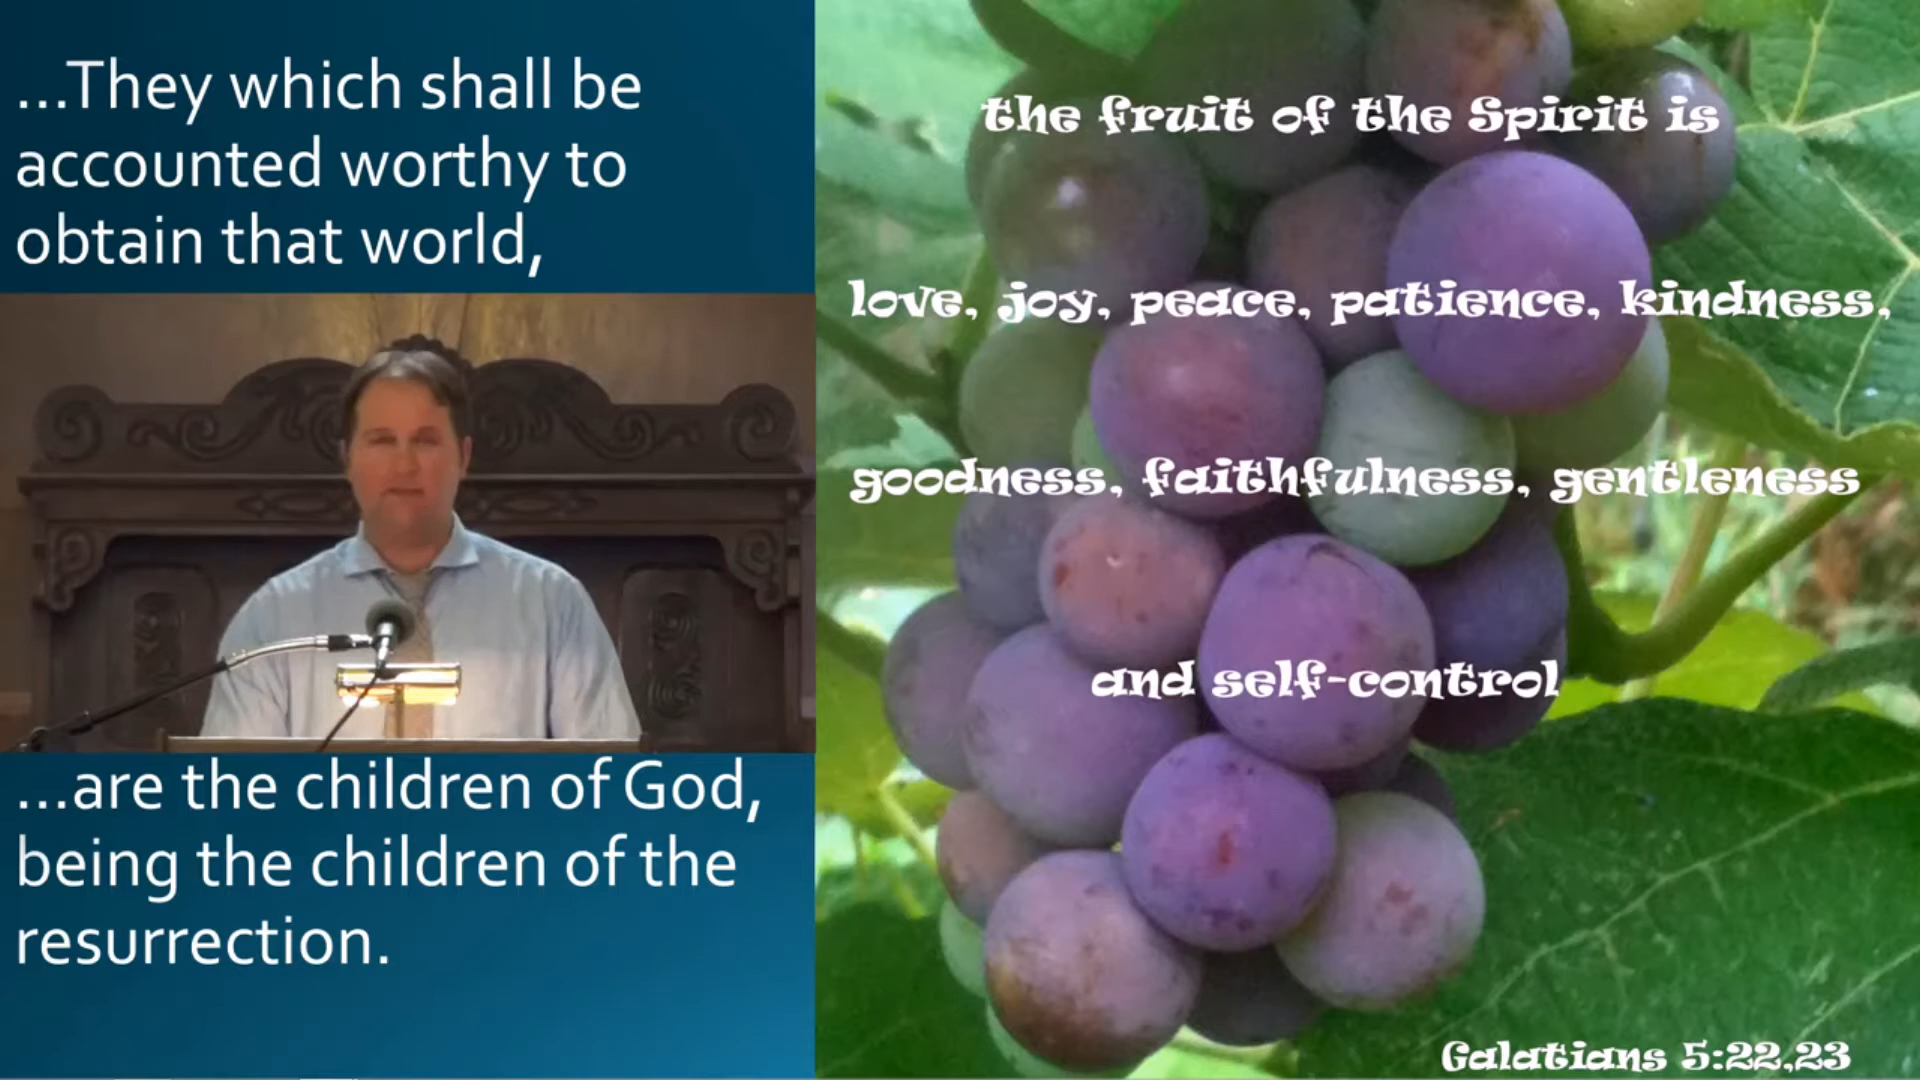 ...They which shall be
accounted worthy to
obtain that world,
...are the children of God,
being the children of the
resurrection.
the fruit of the Spirit is
love, joy, peace, patience, kindness,
goodness, faithfulness, gentleness
and self-control
Galatians 5:22,23